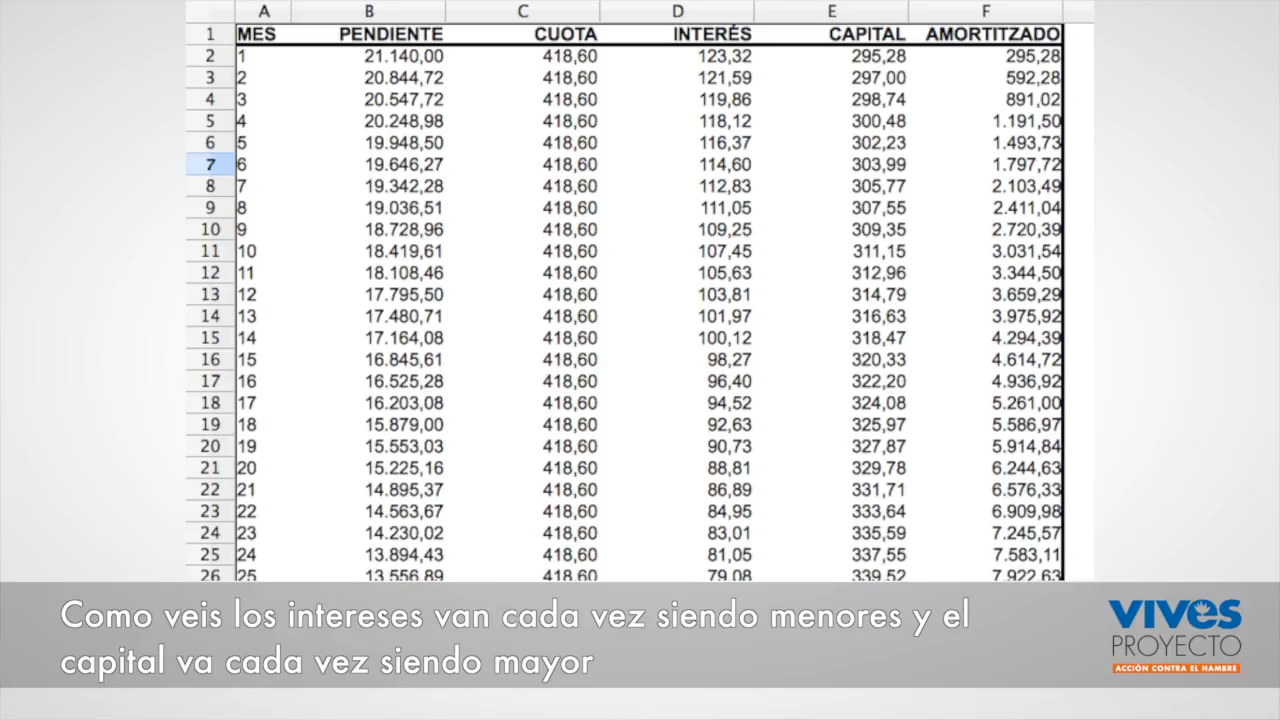 A B C D E F
1 MES PENDIENTE CUOTA INTERÉS CAPITAL AMORTITZADO
2 1 21.140,00 418,60 123,32 295,28 295,28
3 2 20.844,72 418,60 121,59 297,00 592,28
4 3 20.547,72 418,60 119,86 298,74 891,02
5 4 20.248,98 418,60 118,12 300,48 1.191,50
6 5 19.948,50 418,60 116,37 302,23 1.493,73
7 6 19.646,27 418,60 114,60 303,99 1.797,72
8 7 19.342,28 418,60 112,83 305,77 2.103,49
9 8 19.036,51 418,60 111,05 307,55 2.411,04
10 9 18.728,96 418,60 109,25 309,35 2.720,39
11 10 18.419,61 418,60 107,45 311,15 3.031,54
12 11 18.108,46 418,60 105,63 312,96 3.344,50
13 12 17.795,50 418,60 103,81 314,79 3.659,29
14 13 17.480,71 418,60 101,97 316,63 3.975,92
15 14 17.164,08 418,60 100,12 318,47 4.294,39
16 15 16.845,61 418,60 98,27 320,33 4.614,72
17 16 16.525,28 418,60 96,40 322,20 4.936,92
18 17 16.203,08 418,60 94,52 324,08 5.261,00
19 18 15.879,00 418,60 92,63 325,97 5.586,97
20 19 15.553,03 418,60 90,73 327,87 5.914,84
21 20 15.225,16 418,60 88,81 329,78 6.244,63
22 21 14.895,37 418,60 86,89 331,71 6.576,33
23 22 14.563,67 418,60 84,95 333,64 6.909,98
24 23 14.230,02 418,60 83,01 335,59 7.245,57
25 24 13.894,43 418,60 81,05 337,55 7.583,11
26 25 13.556,89 418,60 79,08 339,52 7.922,63
Como veis los intereses van cada vez siendo menores y el
capital va cada vez siendo mayor
VIVES
PROYECTO
ACCIÓN CONTRA EL HAMBRE